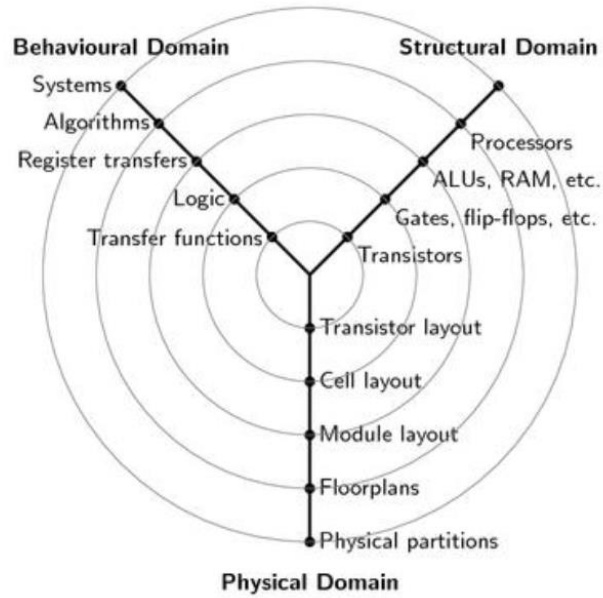 Behavioural Domain
Structural Domain
Systems
Algorithms
Register transfers
Logic
Transfer functions
Processors
ALUs, RAM, etc.
Gates, flip-flops, etc.
Transistors
Transistor layout
Cell layout
Module layout
Floorplans
Physical partitions
Physical Domain